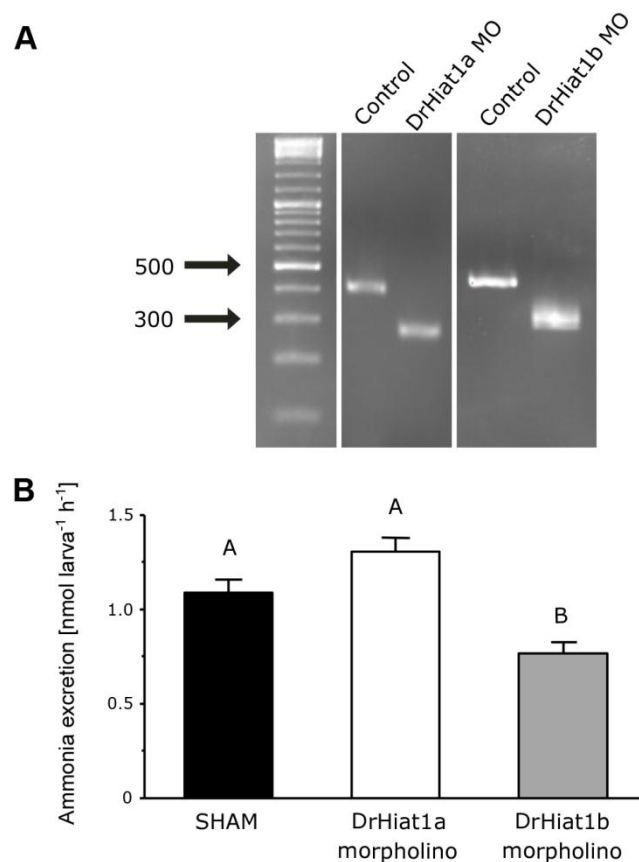 A
Control
DrHiat1a MO
Control
DrHiat1b MO
500
300
B
Ammonia excretion [nmol larva⁻¹ h⁻¹]
1.5
1.0
0.5
0
A
A
B
SHAM
DrHiat1a
morpholino
DrHiat1b
morpholino